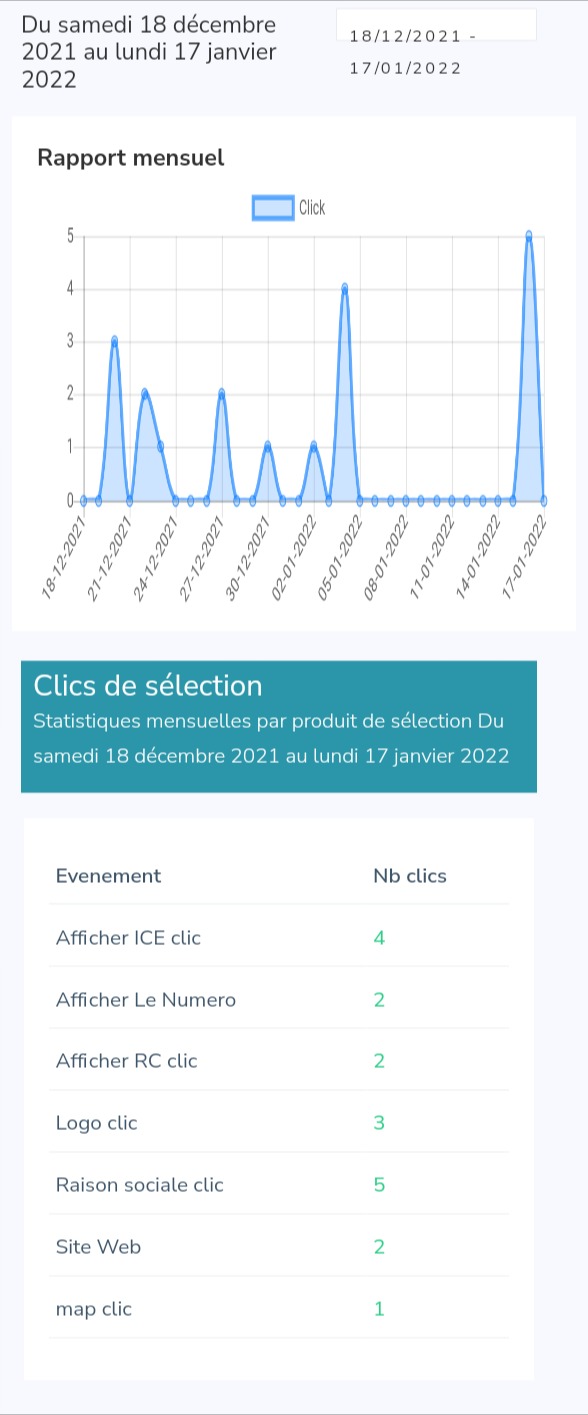 Du samedi 18 décembre
2021 au lundi 17 janvier
2022
18/12/2021 -
17/01/2022
Rapport mensuel
Click
5
4
3
2
1
0
18-12-2021
21-12-2021
24-12-2021
27-12-2021
30-12-2021
02-01-2022
05-01-2022
08-01-2022
11-01-2022
14-01-2022
17-01-2022
Clics de sélection
Statistiques mensuelles par produit de sélection Du
samedi 18 décembre 2021 au lundi 17 janvier 2022
Evenement Nb clics
Afficher ICE clic 4
Afficher Le Numero 2
Afficher RC clic 2
Logo clic 3
Raison sociale clic 5
Site Web 2
map clic 1